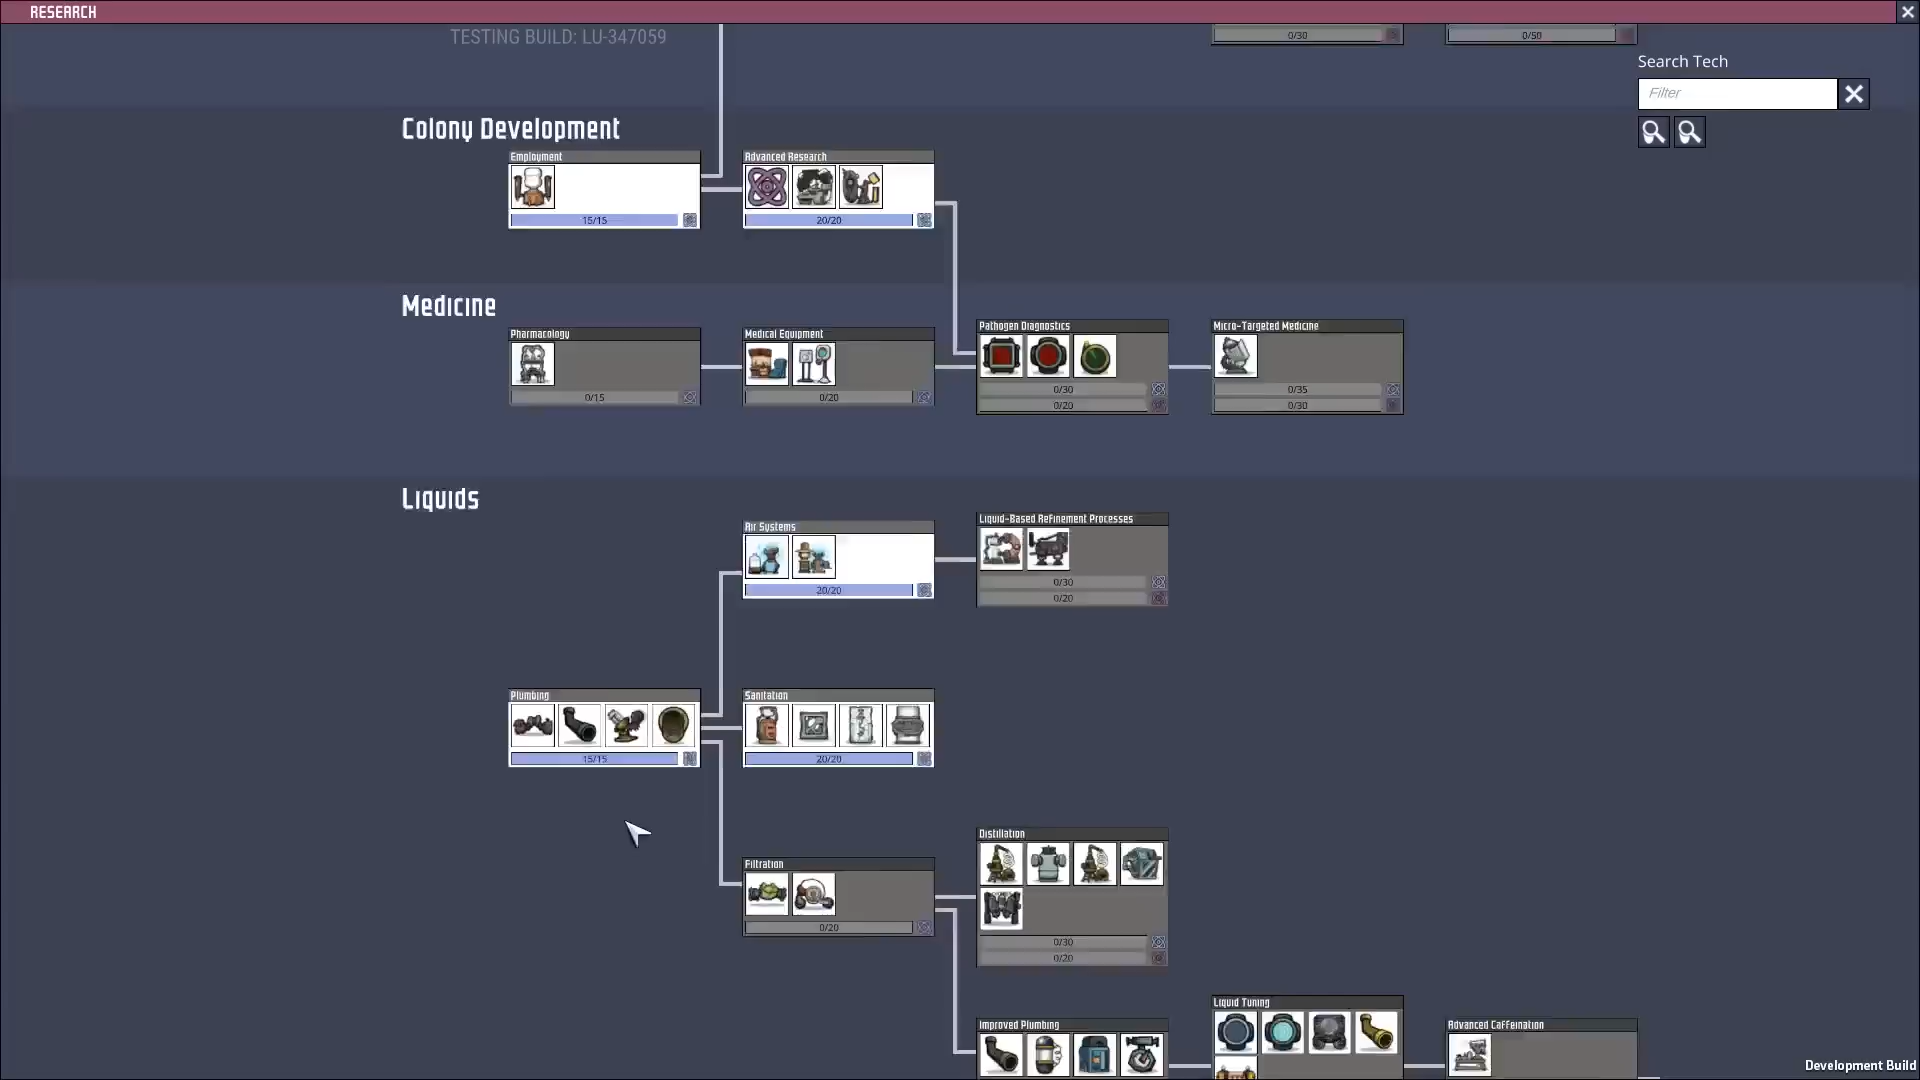 RESEARCH
TESTING BUILD: LU-347059
0/30
0/50
Search Tech
Filter
Colony Development
Employment
15/15
Advanced Research
20/20
Medicine
Pharmacology
0/15
Medical Equipment
0/20
Pathogen Diagnostics
0/30
0/20
Micro-Targeted Medicine
0/35
0/30
Liquids
Air Systems
20/20
Liquid-Based Refinement Processes
0/30
0/20
Plumbing
15/15
Sanitation
20/20
Filtration
0/20
Distillation
0/30
0/20
Improved Plumbing
Liquid Tuning
Advanced Caffeination
Development Build